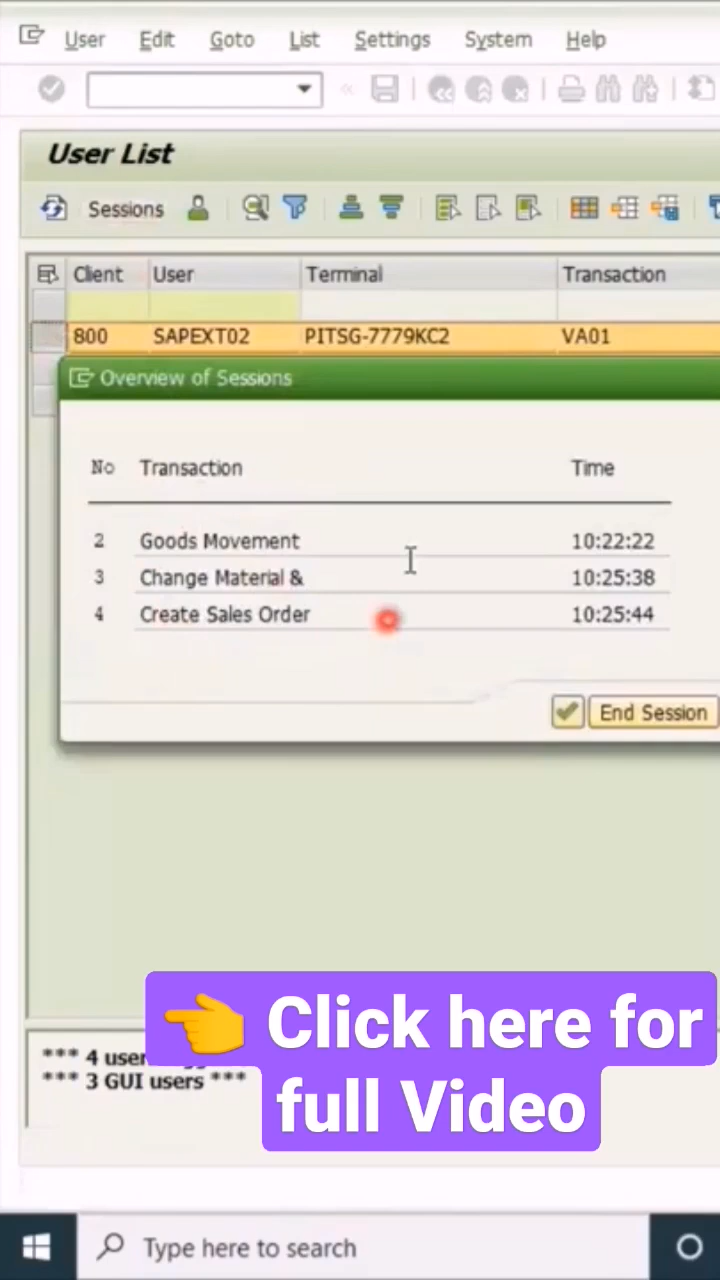 User Edit Goto List Settings System Help
User List
Sessions
Client User Terminal Transaction
800 SAPEXT02 PITSG-7779KC2 VA01
Overview of Sessions
No Transaction Time
2 Goods Movement 10:22:22
3 Change Material & 10:25:38
4 Create Sales Order 10:25:44
End Session
👈 Click here for
full Video
*** 4 user
*** 3 GUI users ***
Type here to search